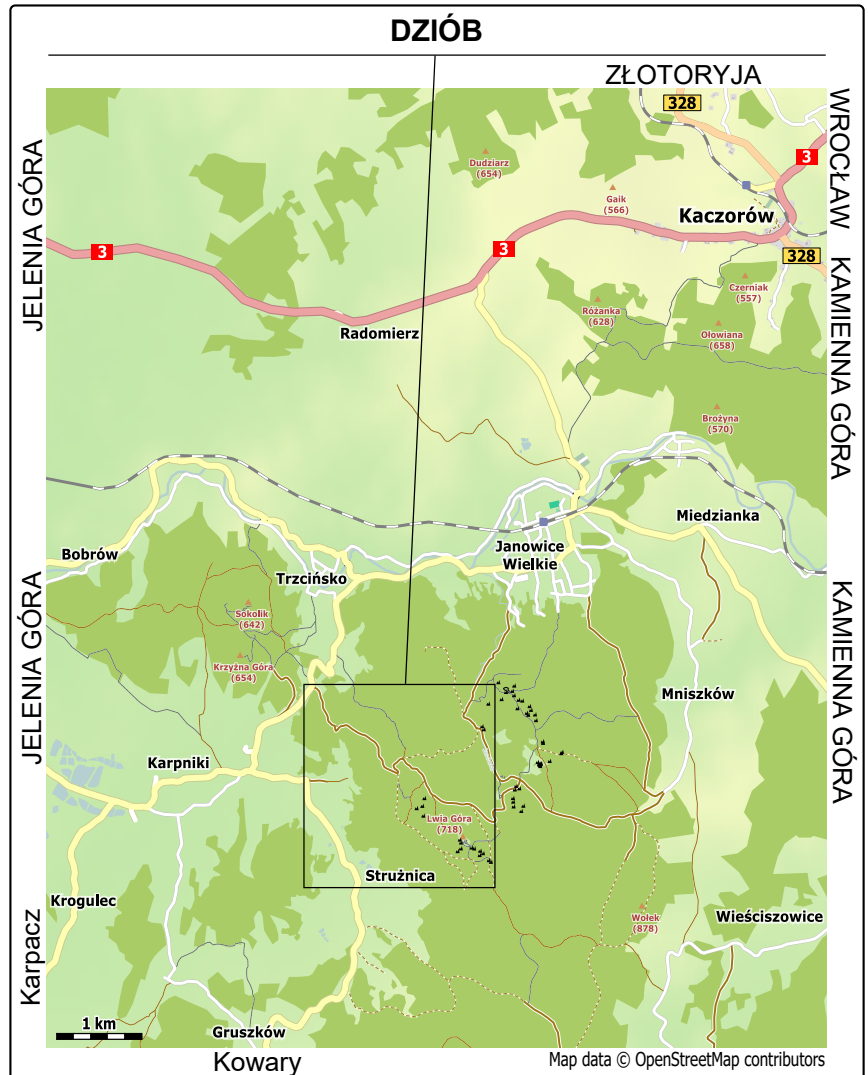 DZIÓB
ZŁOTORYJA
328
WROCŁAW
3
Dudziarz
(654)
Gaik
(566)
Kaczorów
JELENIA GÓRA
3
3
328
KAMIENNA GÓRA
Czerniak
(557)
Różanka
(628)
Ołowiana
(658)
Radomierz
Brożyna
(570)
Miedzianka
Janowice
Wielkie
Bobrów
Trzcińsko
JELENIA GÓRA
KAMIENNA GÓRA
Sokolik
(642)
Krzyżna Góra
(654)
Mniszków
Karpniki
Lwia Góra
(718)
Strużnica
Krogulec
Karpacz
Wołek
(878)
Wieściszowice
1 km
Gruszków
Kowary
Map data © OpenStreetMap contributors